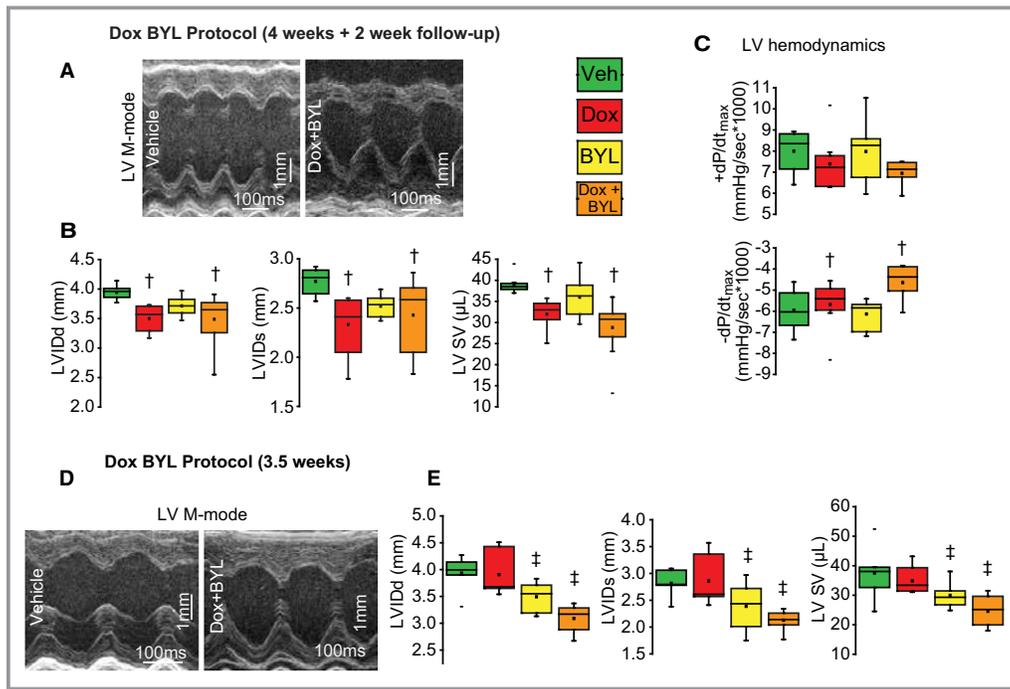 Dox BYL Protocol (4 weeks + 2 week follow-up)
A
LV M-mode
Vehicle
1mm
100ms
Dox+BYL
1mm
100ms
Veh
Dox
BYL
Dox +
BYL
C
LV hemodynamics
+dP/dtmax
(mmHg/sec*1000)
11
10
9
8
7
6
5
-dP/dtmax
(mmHg/sec*1000)
-3
-4
-5
-6
-7
-8
-9
† †
B
LVIDd (mm)
4.5
4.0
3.5
3.0
2.5
2.0
† †
LVIDs (mm)
3.0
2.5
2.0
1.5
† †
LV SV (µL)
45
40
35
30
25
20
15
10
† †
Dox BYL Protocol (3.5 weeks)
D
LV M-mode
Vehicle
1mm
100ms
Dox+BYL
1mm
100ms
E
LVIDd (mm)
5.0
4.5
4.0
3.5
3.0
2.5
‡ ‡
LVIDs (mm)
4.0
3.5
3.0
2.5
2.0
1.5
‡ ‡
LV SV (µL)
60
50
40
30
20
10
‡ ‡